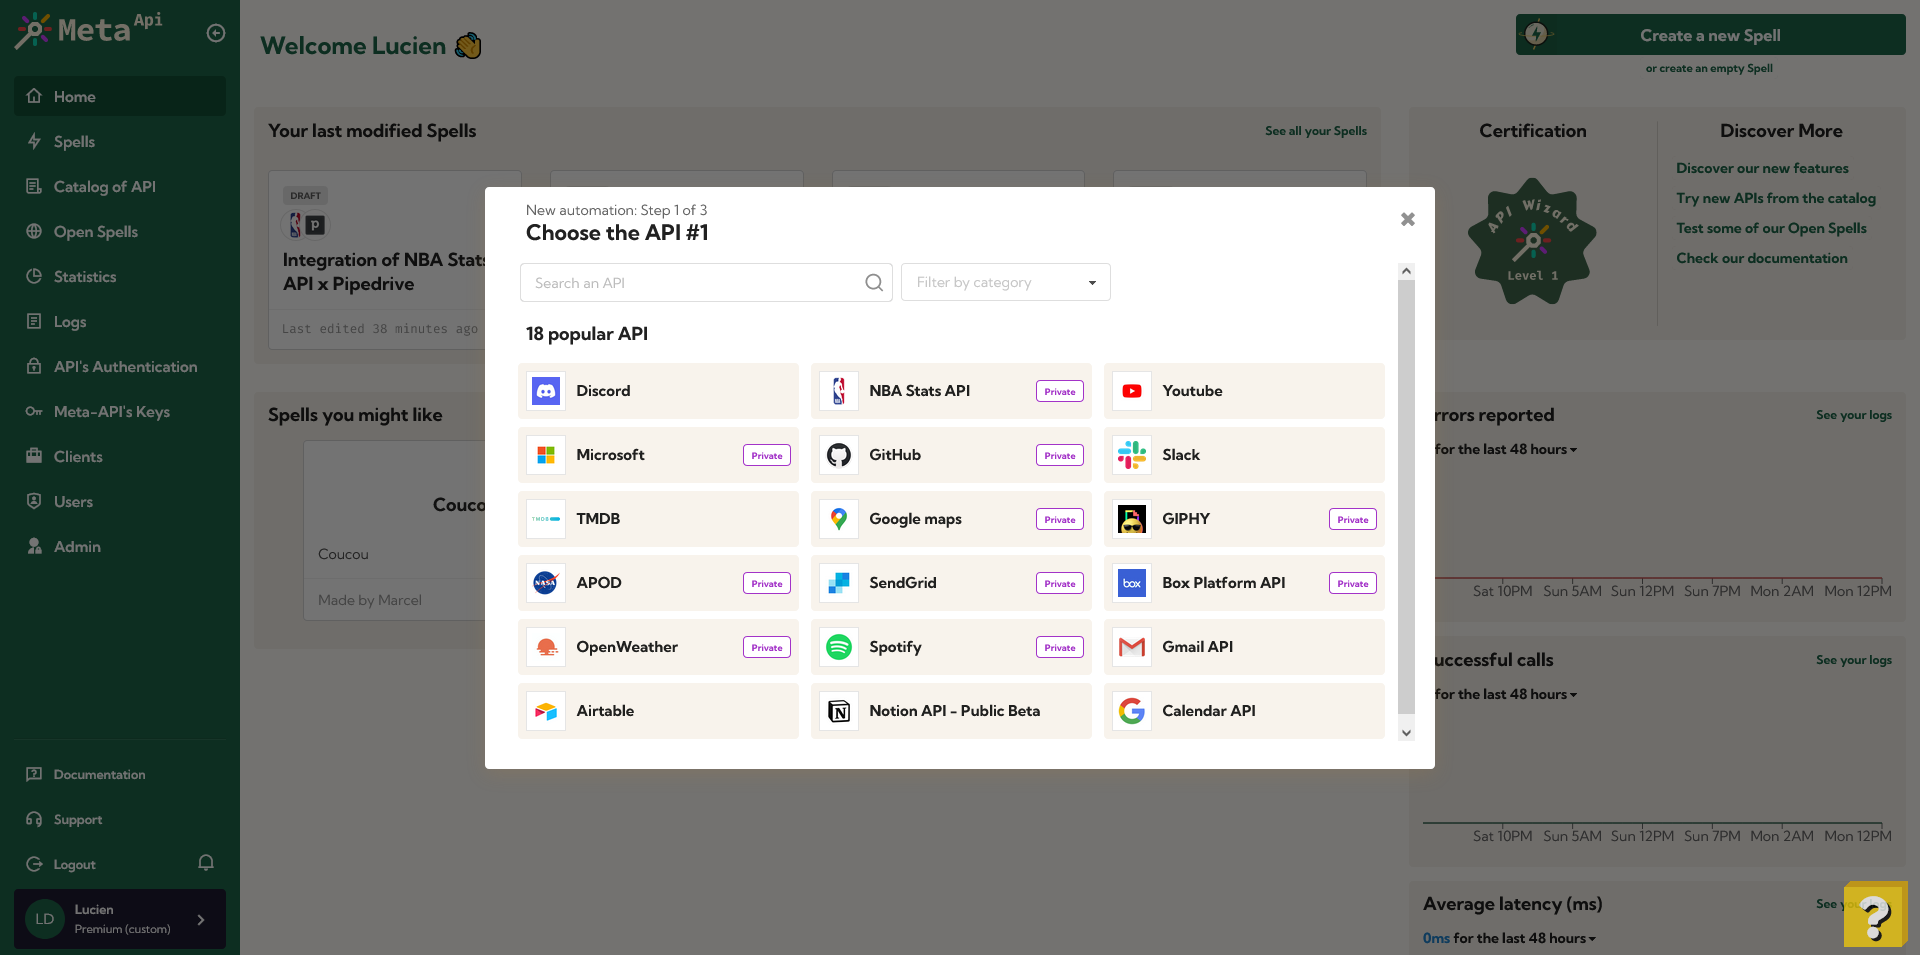 Meta Api
Home
Spells
Catalog of API
Open Spells
Statistics
Logs
API's Authentication
Meta-API's Keys
Clients
Users
Admin
Documentation
Support
Logout
LD
Lucien
Premium (custom)
Welcome Lucien
Create a new Spell
or create an empty Spell
Your last modified Spells
See all your Spells
DRAFT
p
Integration of NBA Stats
API x Pipedrive
Last edited 38 minutes ago
Spells you might like
Couco
Coucou
Made by Marcel
New automation: Step 1 of 3
Choose the API #1
Search an API
Filter by category
18 popular API
Discord
NBA Stats API
Private
Youtube
Microsoft
Private
GitHub
Private
Slack
TMDB
TMDB
Google maps
Private
GIPHY
Private
NASA
APOD
Private
SendGrid
Private
box
Box Platform API
Private
OpenWeather
Private
Spotify
Private
Gmail API
Airtable
Notion API - Public Beta
Calendar API
Certification
API Wizard
Level 1
Discover More
Discover our new features
Try new APIs from the catalog
Test some of our Open Spells
Check our documentation
rrors reported
See your logs
for the last 48 hours
Sat 10PM Sun 5AM Sun 12PM Sun 7PM Mon 2AM Mon 12PM
uccessful calls
See your logs
for the last 48 hours
Sat 10PM Sun 5AM Sun 12PM Sun 7PM Mon 2AM Mon 12PM
Average latency (ms)
See your logs
0ms for the last 48 hours
?